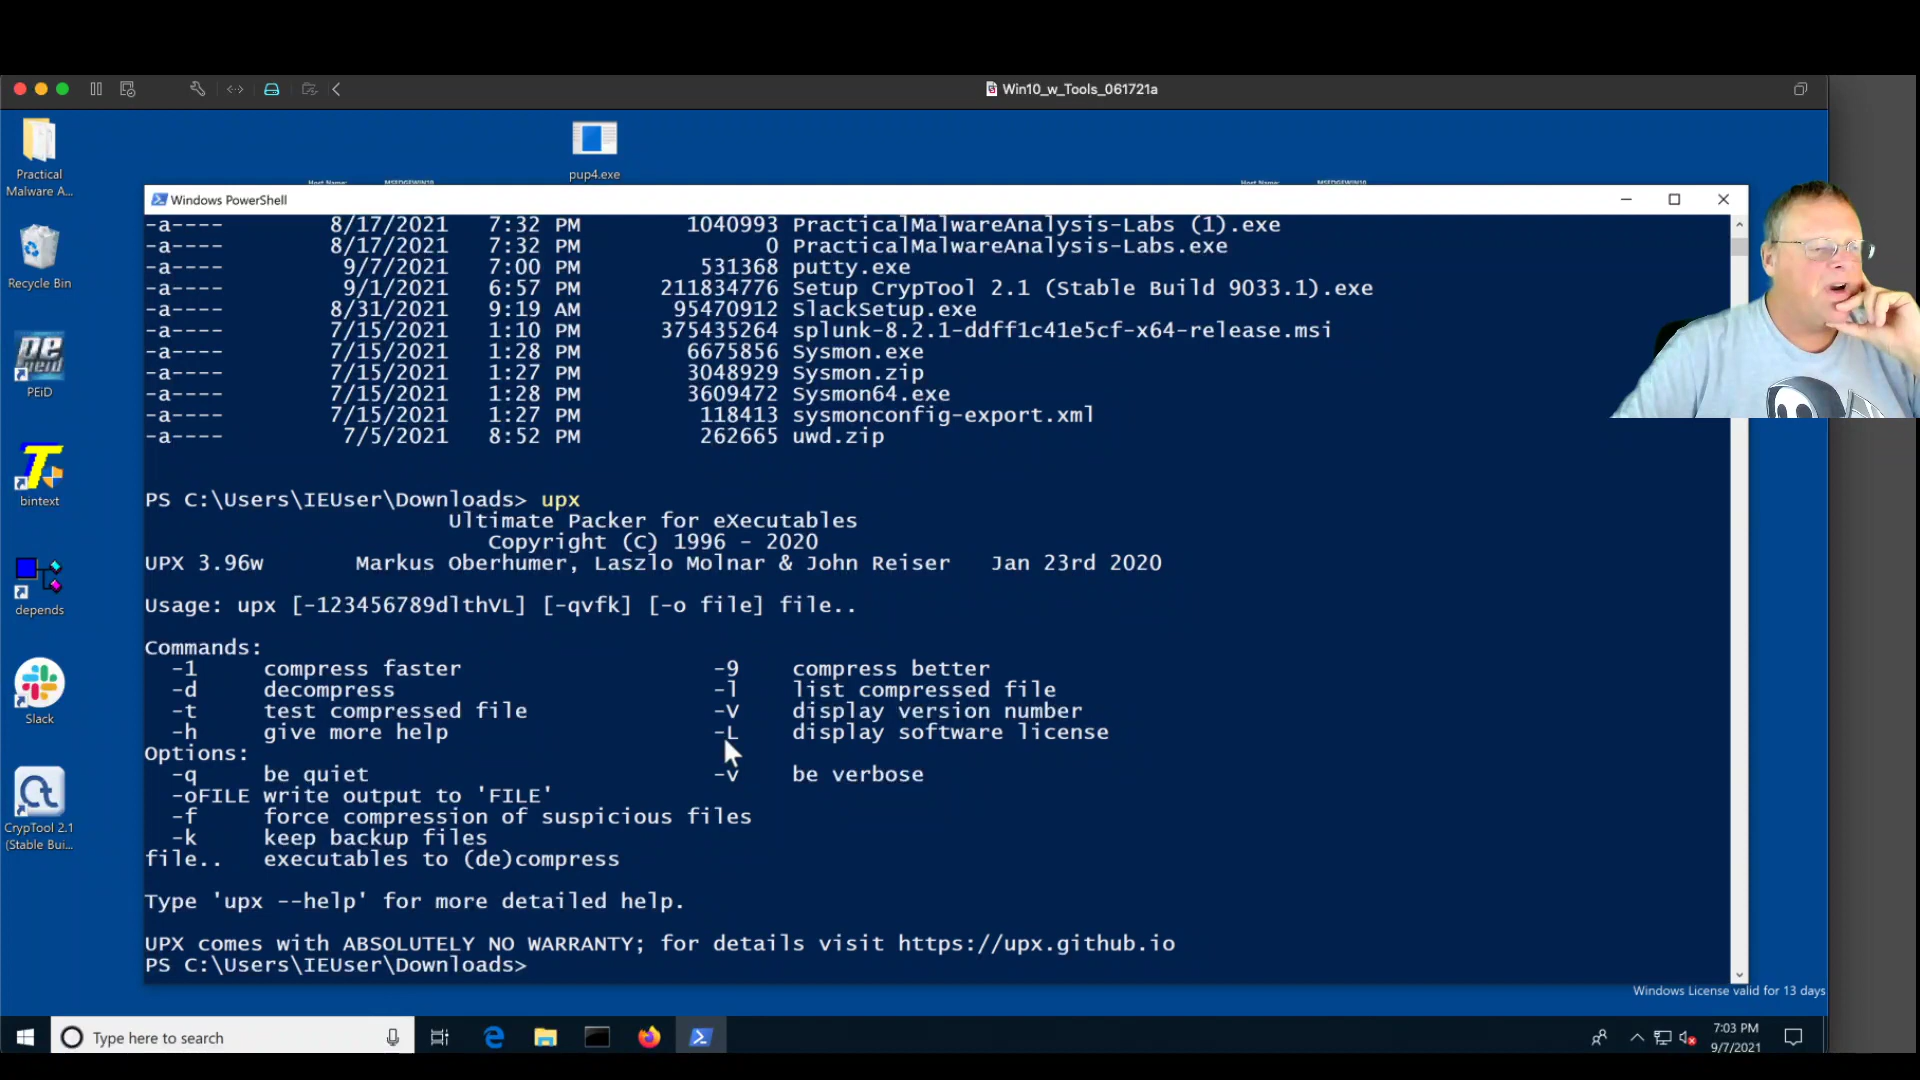 Win10_w_Tools_061721a
Practical
Malware A...
pup4.exe
Host Name: MSEDGEWIN10
Host Name: MSEDGEWIN10
Windows PowerShell
-a---- 8/17/2021 7:32 PM 1040993 PracticalMalwareAnalysis-Labs (1).exe
-a---- 8/17/2021 7:32 PM 0 PracticalMalwareAnalysis-Labs.exe
-a---- 9/7/2021 7:00 PM 531368 putty.exe
-a---- 9/1/2021 6:57 PM 211834776 Setup CrypTool 2.1 (Stable Build 9033.1).exe
-a---- 8/31/2021 9:19 AM 95470912 SlackSetup.exe
-a---- 7/15/2021 1:10 PM 375435264 splunk-8.2.1-ddff1c41e5cf-x64-release.msi
-a---- 7/15/2021 1:28 PM 6675856 Sysmon.exe
-a---- 7/15/2021 1:27 PM 3048929 Sysmon.zip
-a---- 7/15/2021 1:28 PM 3609472 Sysmon64.exe
-a---- 7/15/2021 1:27 PM 118413 sysmonconfig-export.xml
-a---- 7/5/2021 8:52 PM 262665 uwd.zip
PS C:\Users\IEUser\Downloads> upx
Ultimate Packer for eXecutables
Copyright (C) 1996 - 2020
UPX 3.96w Markus Oberhumer, Laszlo Molnar & John Reiser Jan 23rd 2020
Usage: upx [-123456789dlthVL] [-qvfk] [-o file] file..
Commands:
-1 compress faster -9 compress better
-d decompress -l list compressed file
-t test compressed file -V display version number
-h give more help -L display software license
Options:
-q be quiet -v be verbose
-oFILE write output to 'FILE'
-f force compression of suspicious files
-k keep backup files
file.. executables to (de)compress
Type 'upx --help' for more detailed help.
UPX comes with ABSOLUTELY NO WARRANTY; for details visit https://upx.github.io
PS C:\Users\IEUser\Downloads>
Recycle Bin
PE
peid
PEiD
bintext
depends
Slack
CrypTool 2.1
(Stable Bui...
Windows License valid for 13 days
Type here to search
7:03 PM
9/7/2021